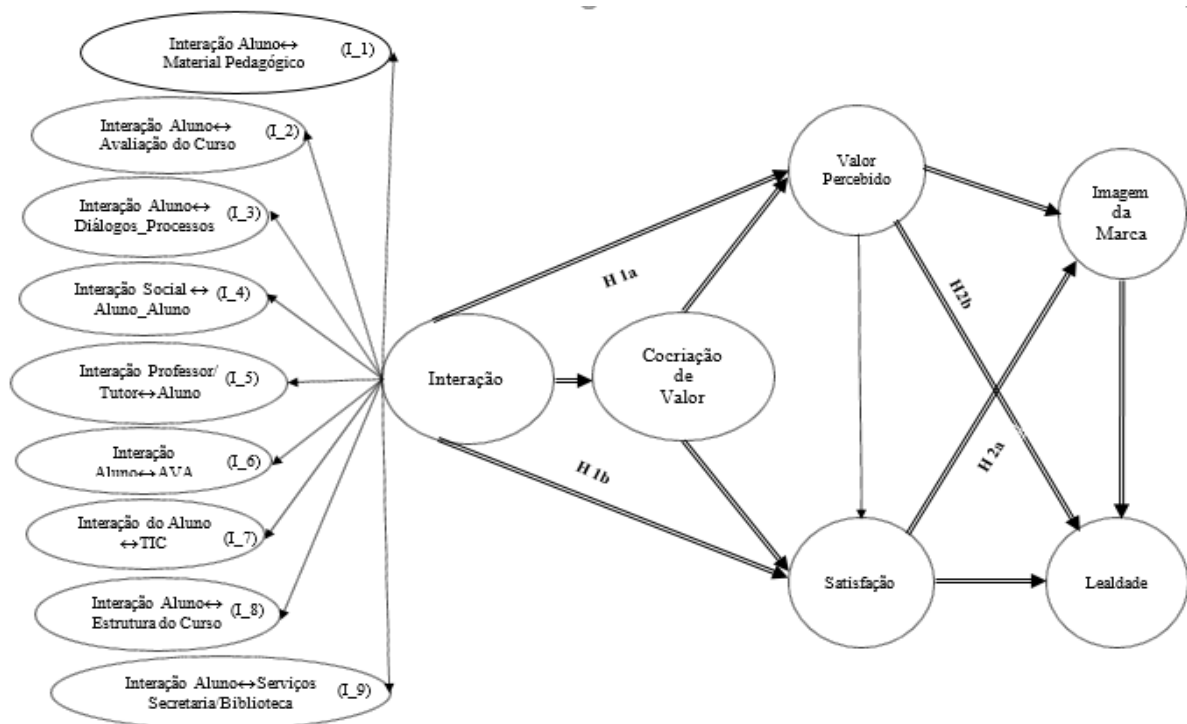 Interação Aluno↔ (I_1)
Material Pedagógico
Interação Aluno↔ (I_2)
Avaliação do Curso
Interação Aluno↔ (I_3)
Diálogos_Processos
Interação Social ↔ (I_4)
Aluno_Aluno
Interação Professor/ (I_5)
Tutor↔Aluno
Interação (I_6)
Aluno↔AVA
Interação do Aluno (I_7)
↔TIC
Interação Aluno↔ (I_8)
Estrutura do Curso
Interação Aluno↔Serviços (I_9)
Secretaria/Biblioteca
Interação
H 1a
H 1b
Cocriação
de
Valor
Valor
Percebido
Satisfação
H2b
H 2a
Imagem
da
Marca
Lealdade